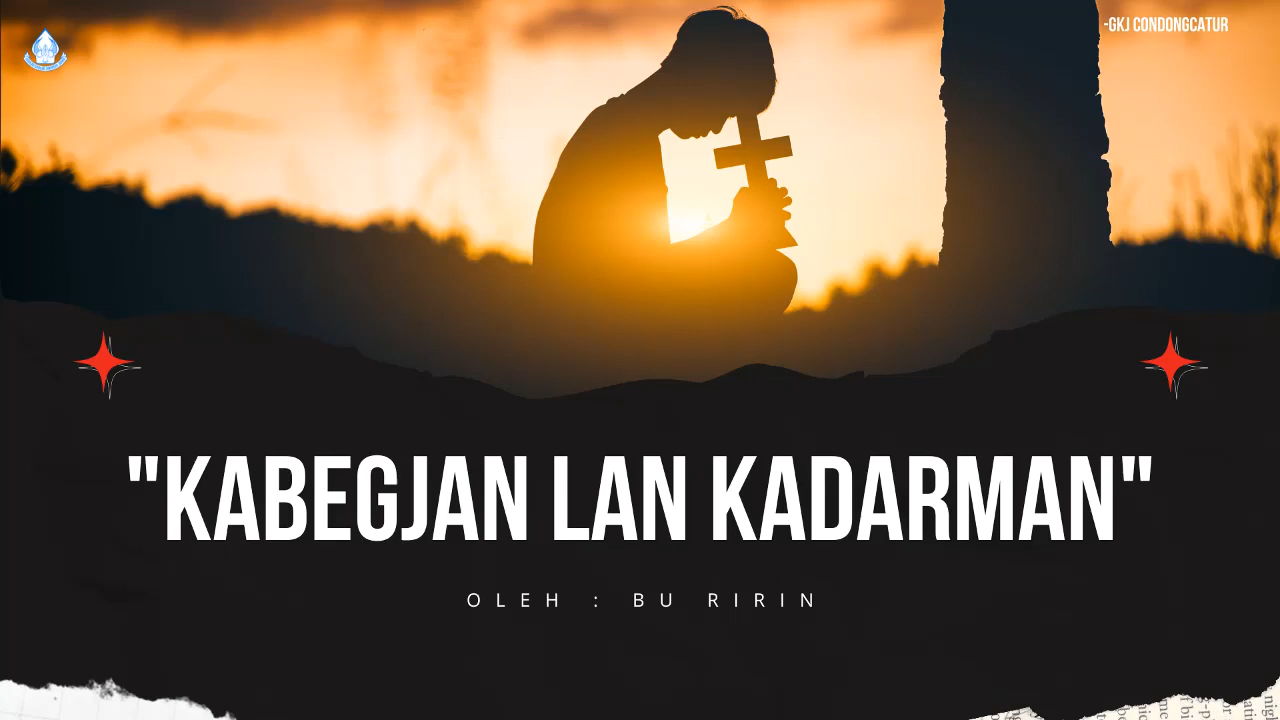 -GKJ CONDONGCATUR
"KABEGJAN LAN KADARMAN"
OLEH : BU RIRIN